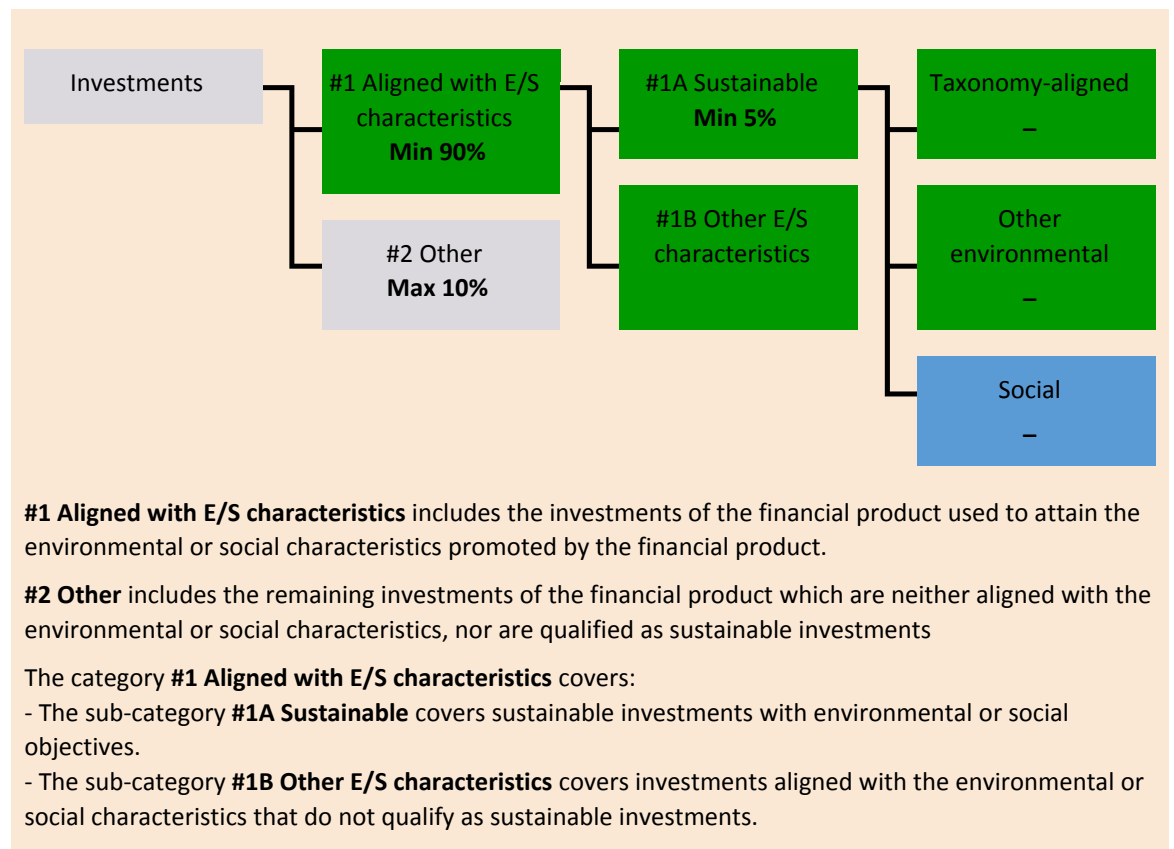 Investments
#1 Aligned with E/S
characteristics
Min 90%
#2 Other
Max 10%
#1A Sustainable
Min 5%
#1B Other E/S
characteristics
Taxonomy-aligned
–
Other
environmental
–
Social
–
#1 Aligned with E/S characteristics includes the investments of the financial product used to attain the
environmental or social characteristics promoted by the financial product.
#2 Other includes the remaining investments of the financial product which are neither aligned with the
environmental or social characteristics, nor are qualified as sustainable investments
The category #1 Aligned with E/S characteristics covers:
- The sub-category #1A Sustainable covers sustainable investments with environmental or social
objectives.
- The sub-category #1B Other E/S characteristics covers investments aligned with the environmental or
social characteristics that do not qualify as sustainable investments.